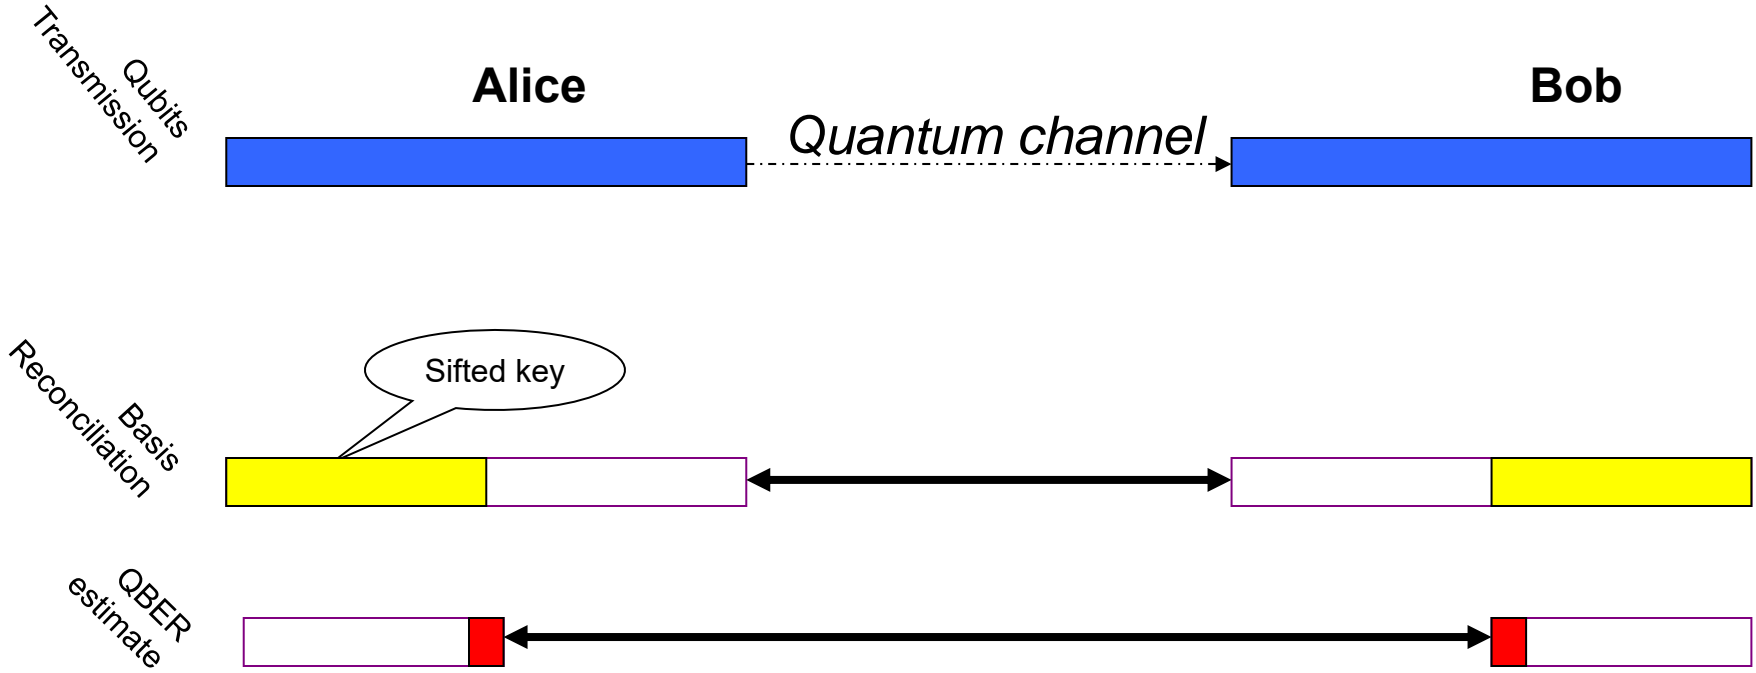 Qubits
Transmission
Alice
Bob
Quantum channel
Sifted key
Basis
Reconciliation
QBER
estimate